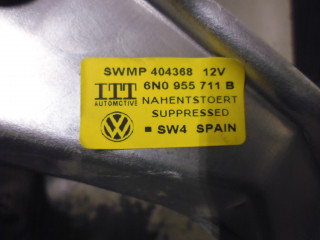 SWMP 404368 12V
ITT 6N0 955 711 B
AUTOMOTIVE NAHENTSTOERT
SUPPRESSED
SW4 SPAIN